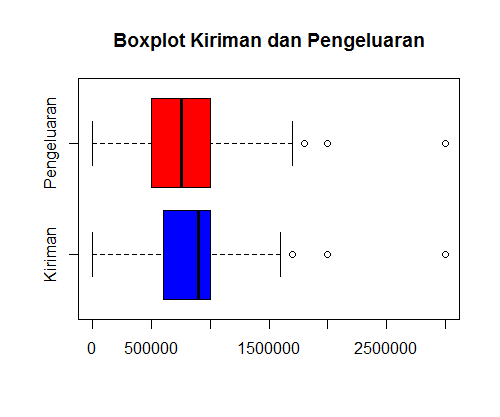 Boxplot Kiriman dan Pengeluaran
Pengeluaran
Kiriman
0 500000 1500000 2500000